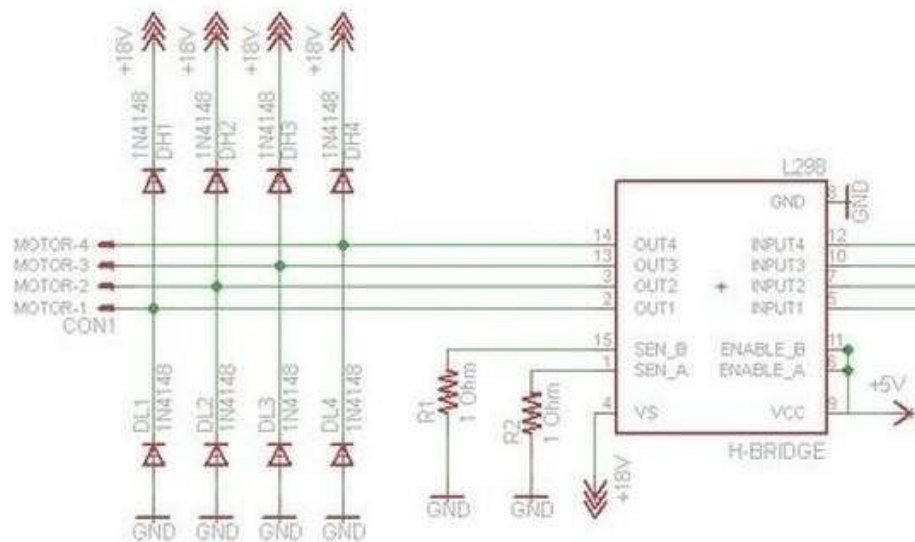 +18V
+18V
+18V
+18V
1N4148
DH1
1N4148
DH2
1N4148
DH3
1N4148
DH4
L298
GND
8
GND
MOTOR-4
14
OUT4
INPUT4
12
MOTOR-3
13
OUT3
INPUT3
10
MOTOR-2
3
OUT2
INPUT2
7
MOTOR-1
2
OUT1
INPUT1
5
CON1
15
SEN_B
ENABLE_B
11
1
SEN_A
ENABLE_A
6
+5V
4
VS
VCC
9
R1
1 Ohm
R2
1 Ohm
H-BRIDGE
DL1
1N4148
DL2
1N4148
DL3
1N4148
DL4
1N4148
+18V
GND
GND
GND
GND
GND
GND